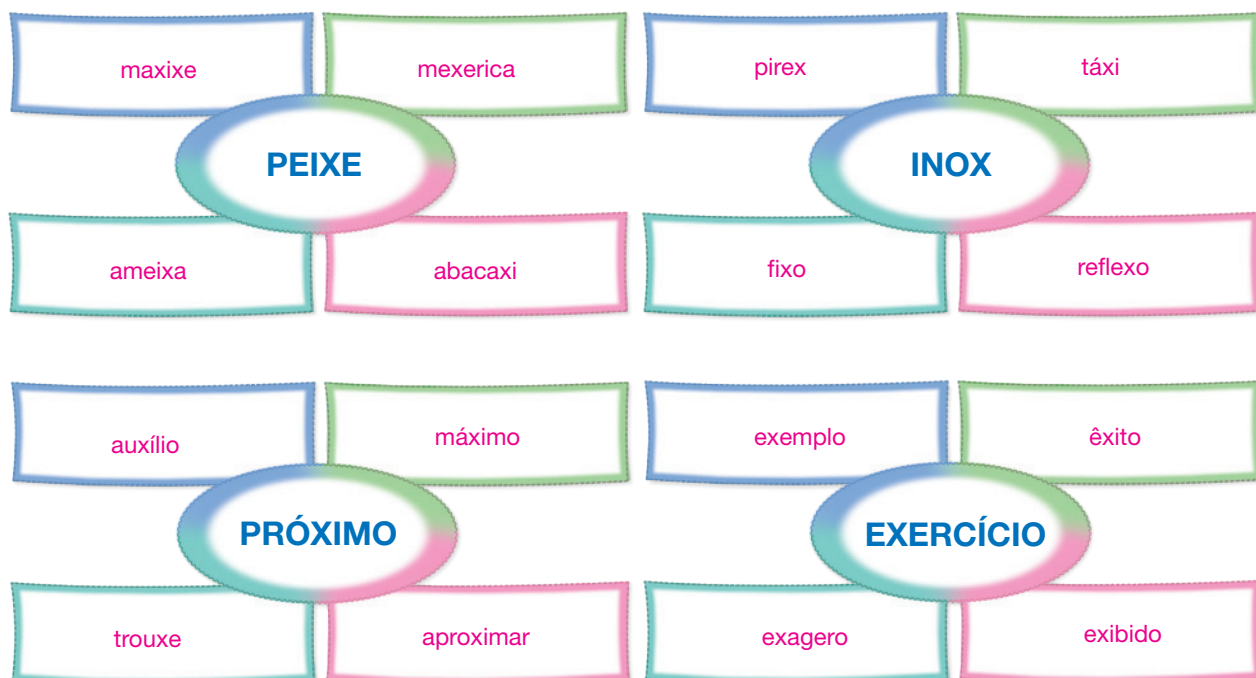 maxixe
mexerica
PEIXE
ameixa
abacaxi
pirex
táxi
INOX
fixo
reflexo
auxílio
máximo
PRÓXIMO
trouxe
aproximar
exemplo
êxito
EXERCÍCIO
exagero
exibido